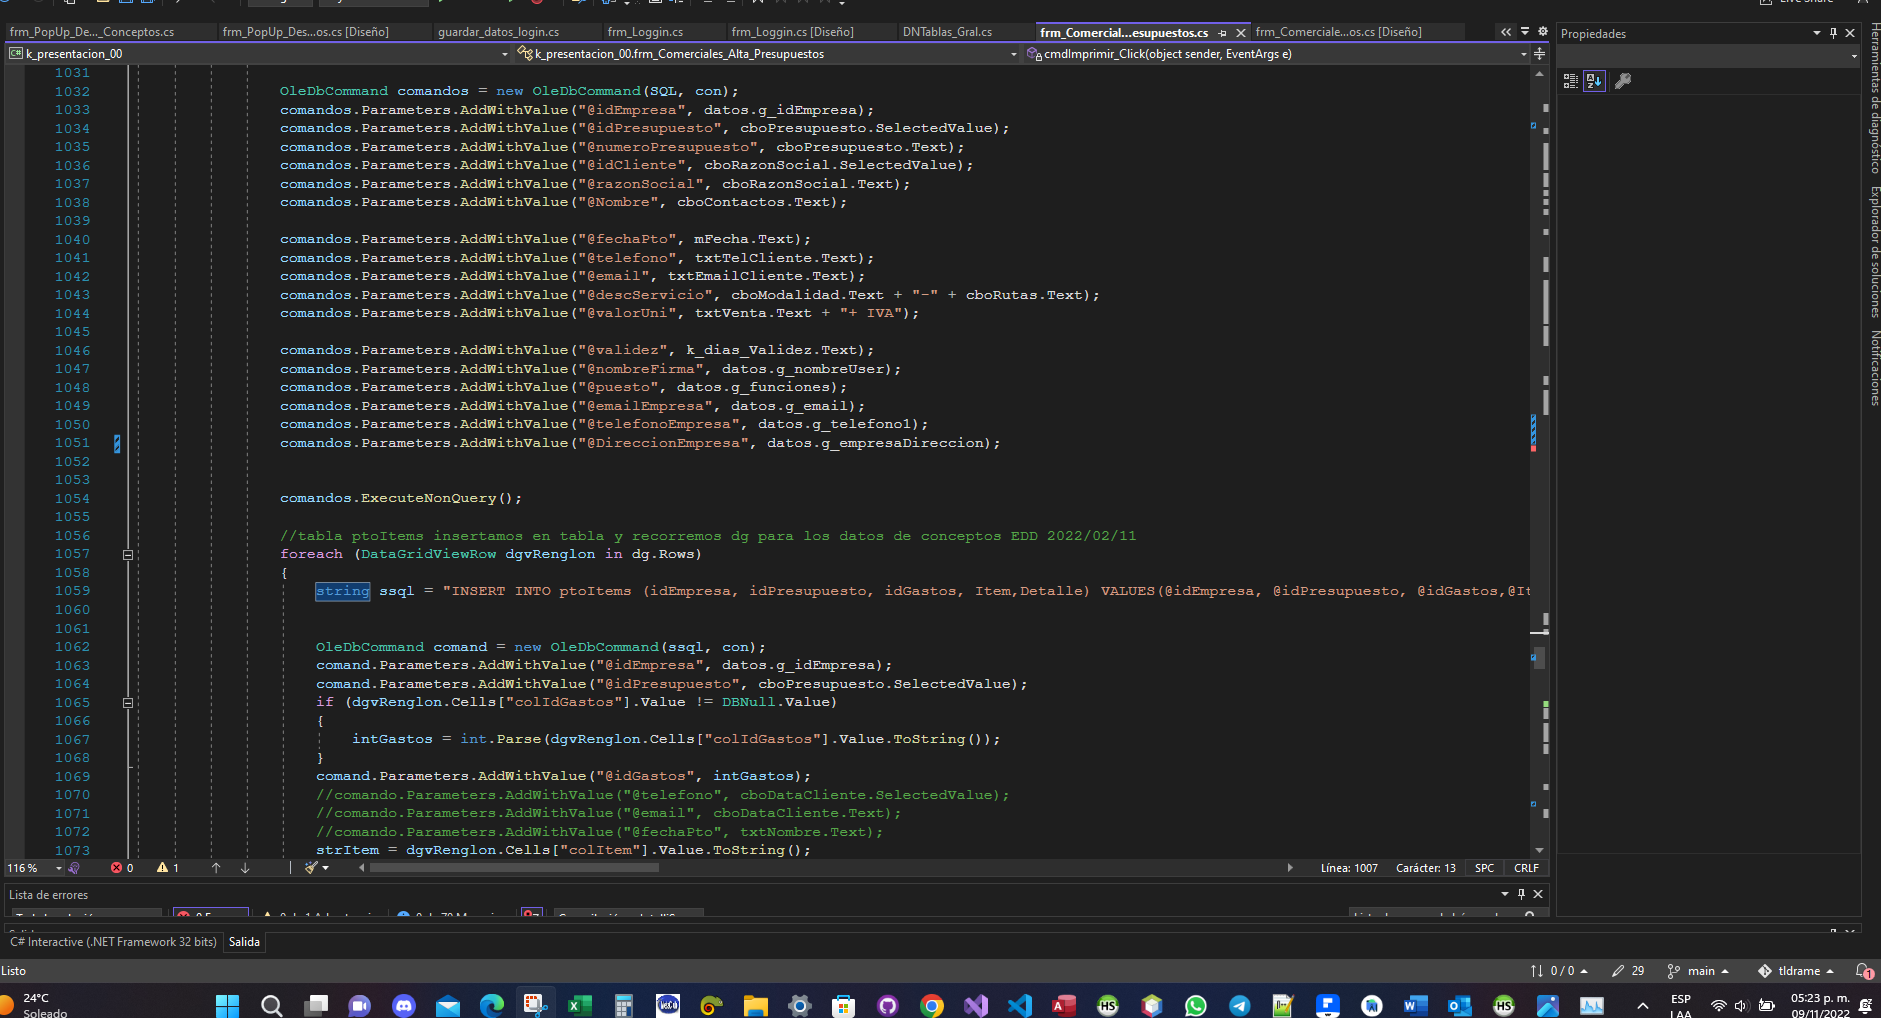 Live Share
frm_PopUp_De..._Conceptos.cs
frm_PopUp_Des...os.cs [Diseño]
guardar_datos_login.cs
frm_Loggin.cs
frm_Loggin.cs [Diseño]
DNTablas_Gral.cs
frm_Comercial...esupuestos.cs
frm_Comerciale...os.cs [Diseño]
Propiedades
k_presentacion_00
k_presentacion_00.frm_Comerciales_Alta_Presupuestos
cmdImprimir_Click(object sender, EventArgs e)
1031
1032 OleDbCommand comandos = new OleDbCommand(SQL, con);
1033 comandos.Parameters.AddWithValue("@idEmpresa", datos.g_idEmpresa);
1034 comandos.Parameters.AddWithValue("@idPresupuesto", cboPresupuesto.SelectedValue);
1035 comandos.Parameters.AddWithValue("@numeroPresupuesto", cboPresupuesto.Text);
1036 comandos.Parameters.AddWithValue("@idCliente", cboRazonSocial.SelectedValue);
1037 comandos.Parameters.AddWithValue("@razonSocial", cboRazonSocial.Text);
1038 comandos.Parameters.AddWithValue("@Nombre", cboContactos.Text);
1039
1040 comandos.Parameters.AddWithValue("@fechaPto", mFecha.Text);
1041 comandos.Parameters.AddWithValue("@telefono", txtTelCliente.Text);
1042 comandos.Parameters.AddWithValue("@email", txtEmailCliente.Text);
1043 comandos.Parameters.AddWithValue("@descServicio", cboModalidad.Text + "-" + cboRutas.Text);
1044 comandos.Parameters.AddWithValue("@valorUni", txtVenta.Text + "+ IVA");
1045
1046 comandos.Parameters.AddWithValue("@validez", k_dias_Validez.Text);
1047 comandos.Parameters.AddWithValue("@nombreFirma", datos.g_nombreUser);
1048 comandos.Parameters.AddWithValue("@puesto", datos.g_funciones);
1049 comandos.Parameters.AddWithValue("@emailEmpresa", datos.g_email);
1050 comandos.Parameters.AddWithValue("@telefonoEmpresa", datos.g_telefono1);
1051 comandos.Parameters.AddWithValue("@DireccionEmpresa", datos.g_empresaDireccion);
1052
1053
1054 comandos.ExecuteNonQuery();
1055
1056 //tabla ptoItems insertamos en tabla y recorremos dg para los datos de conceptos EDD 2022/02/11
1057 foreach (DataGridViewRow dgvRenglon in dg.Rows)
1058 {
1059 string ssql = "INSERT INTO ptoItems (idEmpresa, idPresupuesto, idGastos, Item,Detalle) VALUES(@idEmpresa, @idPresupuesto, @idGastos,@It
1060
1061
1062 OleDbCommand comand = new OleDbCommand(ssql, con);
1063 comand.Parameters.AddWithValue("@idEmpresa", datos.g_idEmpresa);
1064 comand.Parameters.AddWithValue("@idPresupuesto", cboPresupuesto.SelectedValue);
1065 if (dgvRenglon.Cells["colIdGastos"].Value != DBNull.Value)
1066 {
1067 intGastos = int.Parse(dgvRenglon.Cells["colIdGastos"].Value.ToString());
1068 }
1069 comand.Parameters.AddWithValue("@idGastos", intGastos);
1070 //comando.Parameters.AddWithValue("@telefono", cboDataCliente.SelectedValue);
1071 //comando.Parameters.AddWithValue("@email", cboDataCliente.Text);
1072 //comando.Parameters.AddWithValue("@fechaPto", txtNombre.Text);
1073 strItem = dgvRenglon.Cells["colItem"].Value.ToString();
Herramientas de diagnóstico
Explorador de soluciones
Notificaciones
116 %
0
1
Línea: 1007
Carácter: 13
SPC
CRLF
Lista de errores
C# Interactive (.NET Framework 32 bits)
Salida
Listo
0 / 0
29
main
tldrame
1
24°C
Soleado
ESP
LAA
05:23 p. m.
09/11/2022